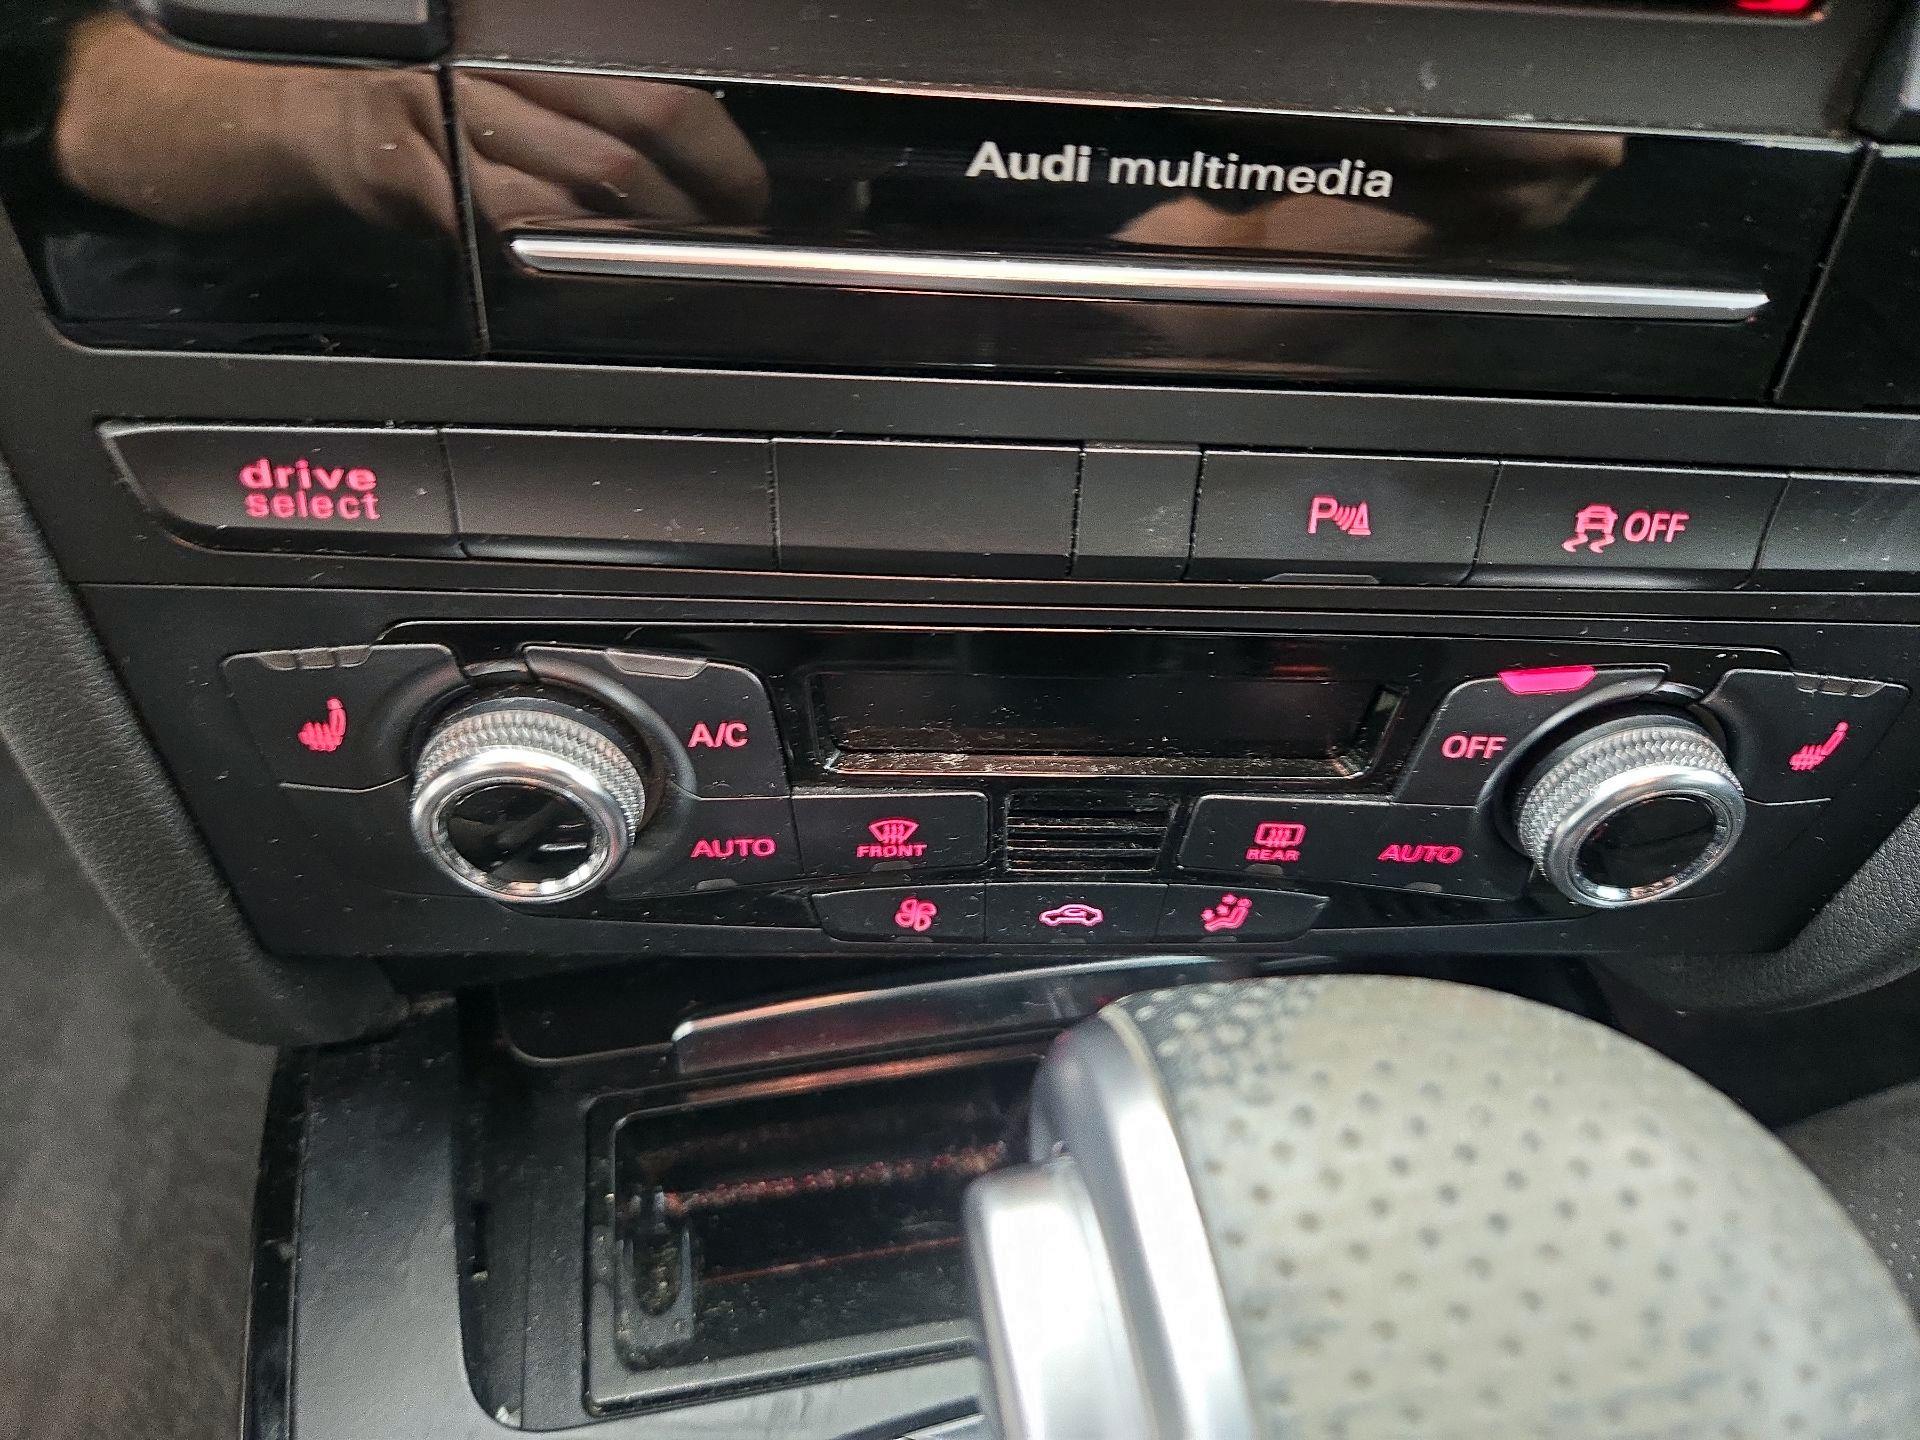 Audi multimedia
drive
select
P
OFF
A/C
OFF
AUTO
FRONT
REAR
AUTO